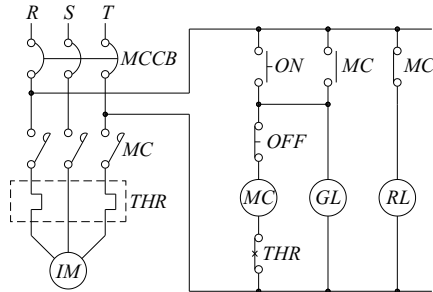 R S T
MCCB
ON MC MC
MC OFF
THR MC GL RL
THR
IM